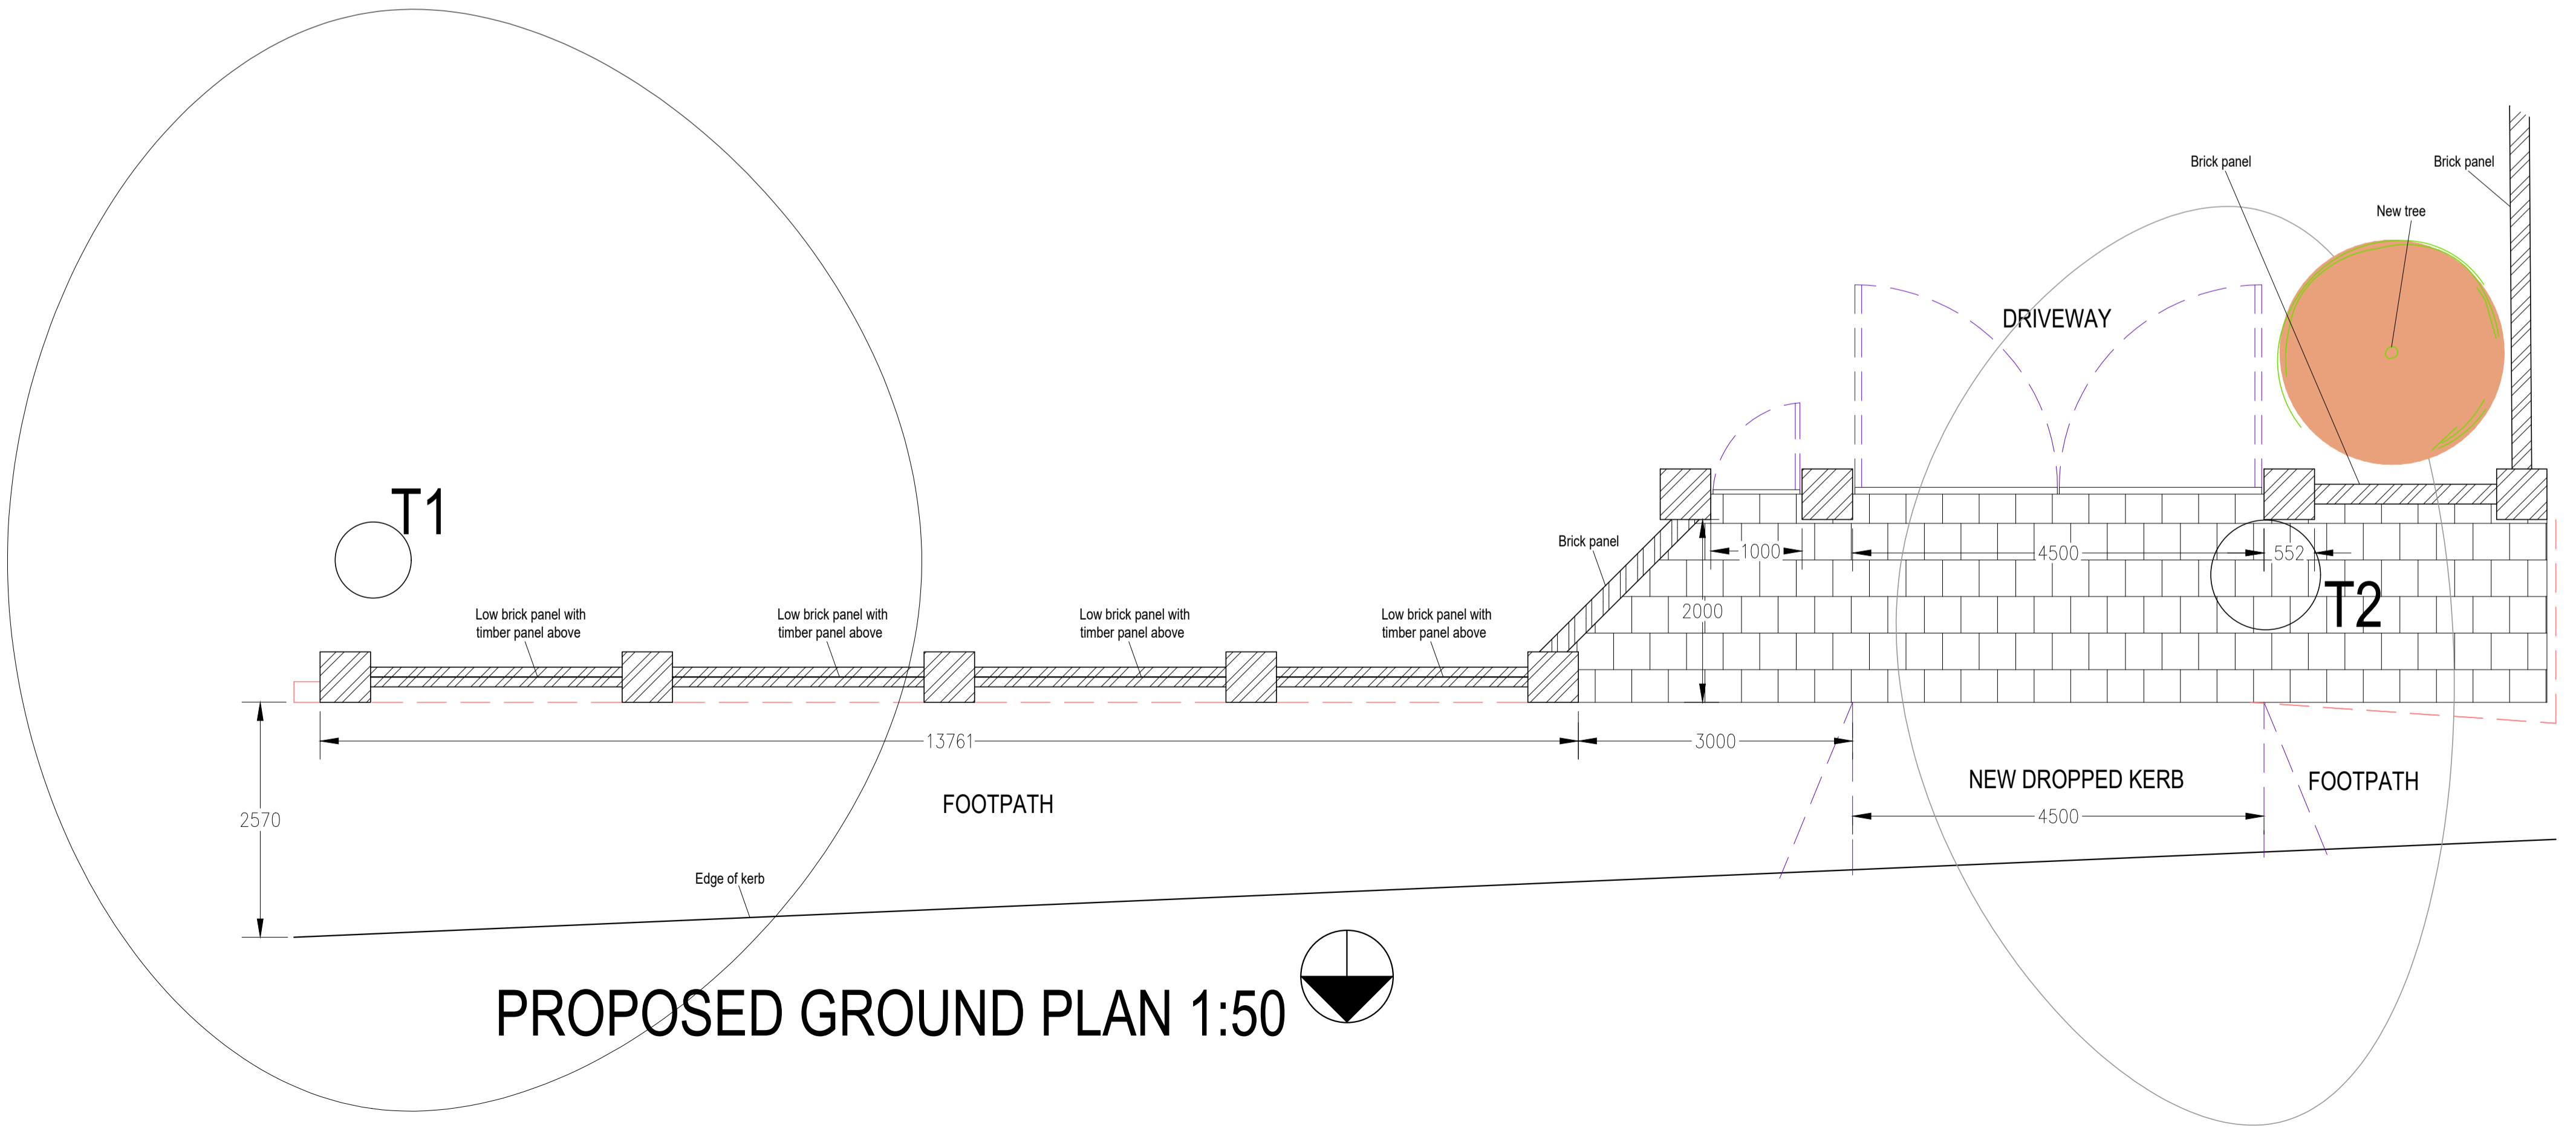 Brick panel
Brick panel
New tree
DRIVEWAY
T1
Brick panel
1000
4500
552
T2
2000
Low brick panel with
timber panel above
Low brick panel with
timber panel above
Low brick panel with
timber panel above
Low brick panel with
timber panel above
13761
3000
NEW DROPPED KERB
FOOTPATH
FOOTPATH
2570
4500
Edge of kerb
PROPOSED GROUND PLAN 1:50